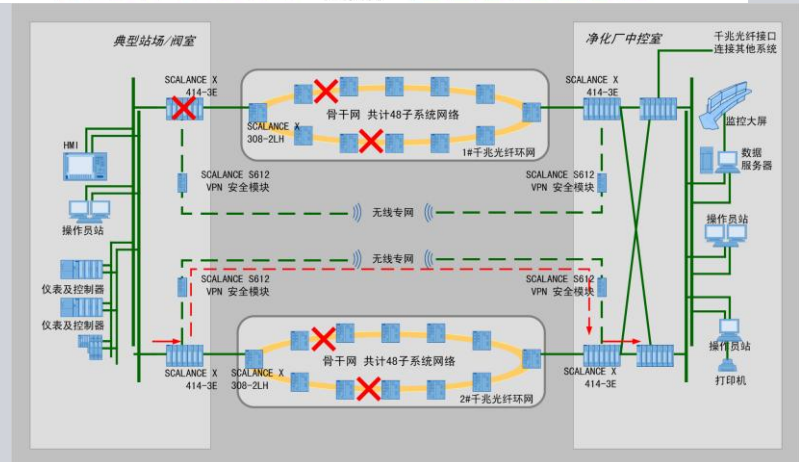 典型站场/阀室
净化厂中控室
千兆光纤接口
连接其他系统
SCALANCE X
414-3E
骨干网 共计48子系统网络
SCALANCE X
308-2LH
1#千兆光纤环网
SCALANCE X
414-3E
监控大屏
HMI
SCALANCE S612
VPN 安全模块
SCALANCE S612
VPN 安全模块
数据
服务器
无线专网
操作员站
操作员站
无线专网
仪表及控制器
SCALANCE S612
VPN 安全模块
SCALANCE S612
VPN 安全模块
仪表及控制器
操作员站
骨干网 共计48子系统网络
SCALANCE X
414-3E
SCALANCE X
308-2LH
2#千兆光纤环网
SCALANCE X
414-3E
打印机